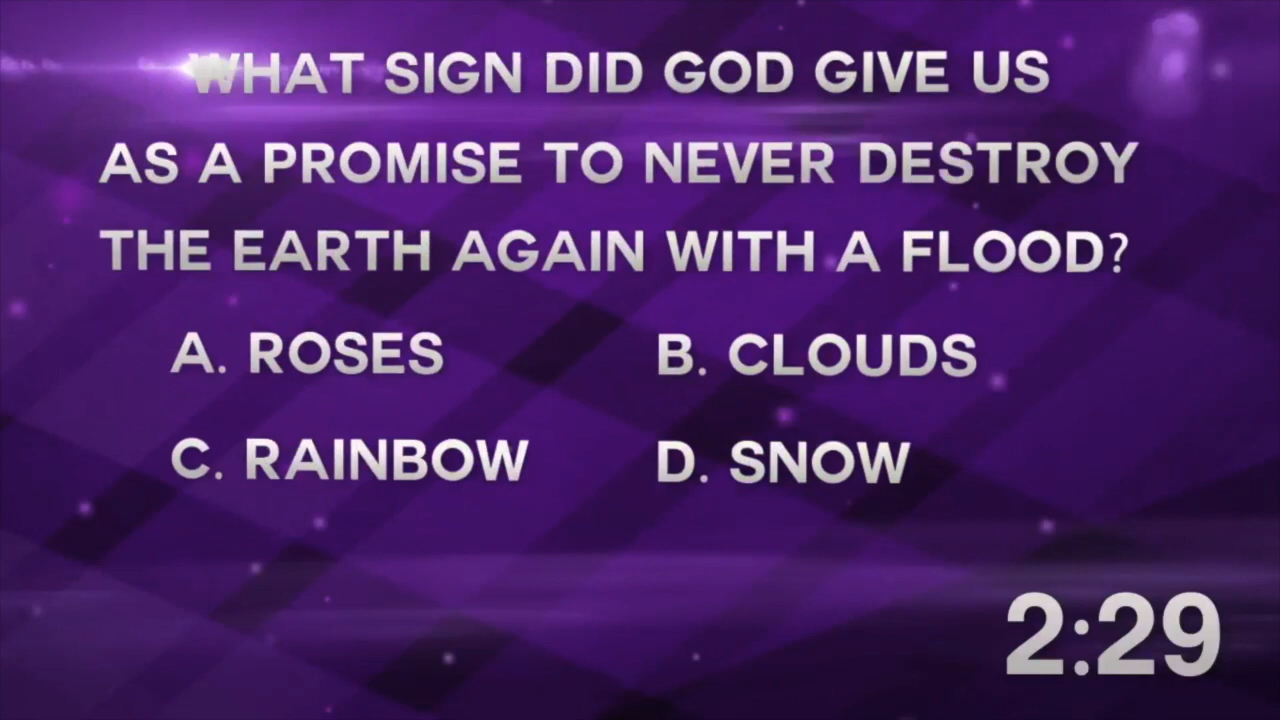 WHAT SIGN DID GOD GIVE US
AS A PROMISE TO NEVER DESTROY
THE EARTH AGAIN WITH A FLOOD?
A. ROSES B. CLOUDS
C. RAINBOW D. SNOW
2:29